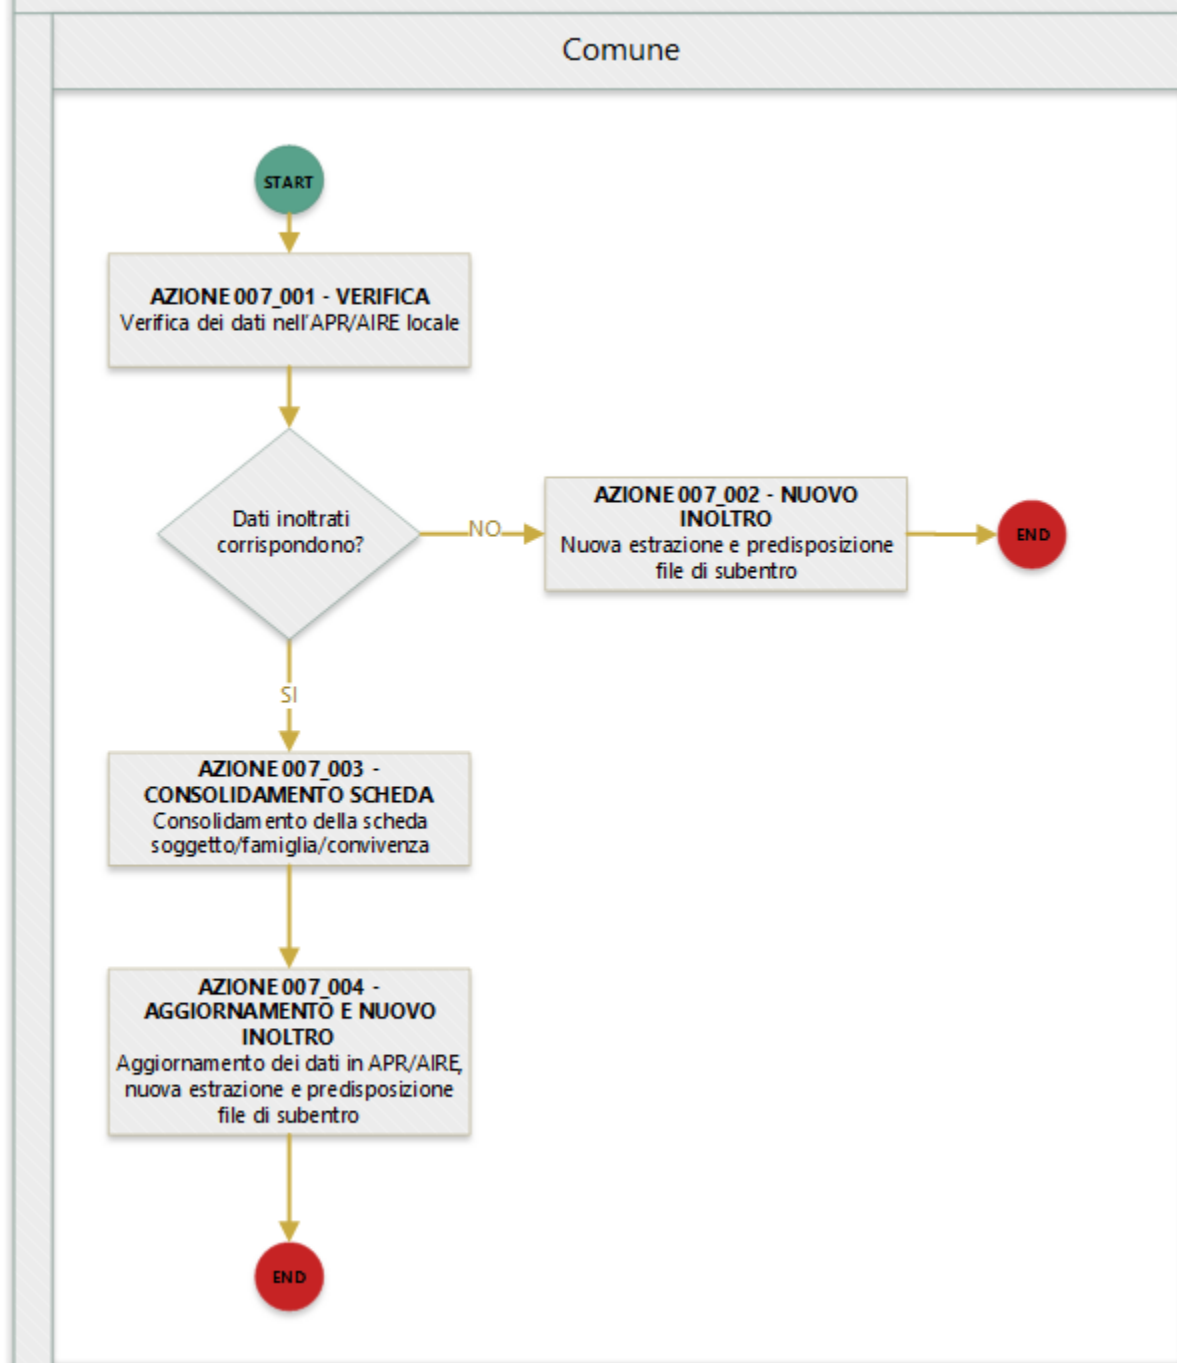 Comune
START
AZIONE 007_001 - VERIFICA
Verifica dei dati nell'APR/AIRE locale
Dati inoltrati
corrispondono?
NO
AZIONE 007_002 - NUOVO
INOLTRO
Nuova estrazione e predisposizione
file di subentro
END
SI
AZIONE 007_003 -
CONSOLIDAMENTO SCHEDA
Consolidamento della scheda
soggetto/famiglia/convivenza
AZIONE 007_004 -
AGGIORNAMENTO E NUOVO
INOLTRO
Aggiornamento dei dati in APR/AIRE,
nuova estrazione e predisposizione
file di subentro
END